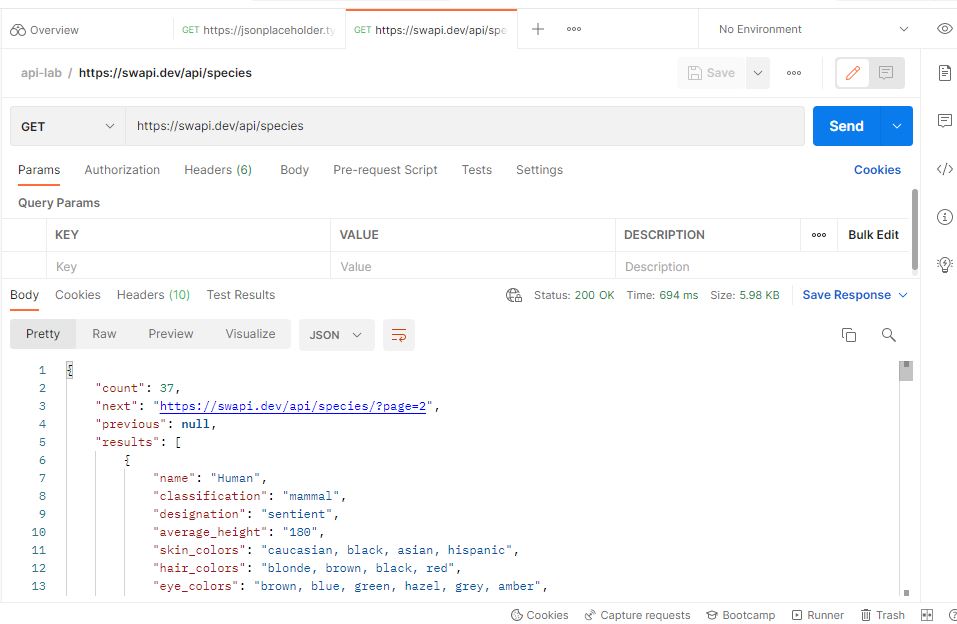 Overview
GET https://jsonplaceholder.ty
GET https://swapi.dev/api/spe
No Environment
api-lab / https://swapi.dev/api/species
Save
GET
https://swapi.dev/api/species
Send
Params Authorization Headers (6) Body Pre-request Script Tests Settings Cookies
Query Params
KEY VALUE DESCRIPTION Bulk Edit
Key Value Description
Body Cookies Headers (10) Test Results Status: 200 OK Time: 694 ms Size: 5.98 KB Save Response
Pretty Raw Preview Visualize JSON
1 {
2 "count": 37,
3 "next": "https://swapi.dev/api/species/?page=2",
4 "previous": null,
5 "results": [
6 {
7 "name": "Human",
8 "classification": "mammal",
9 "designation": "sentient",
10 "average_height": "180",
11 "skin_colors": "caucasian, black, asian, hispanic",
12 "hair_colors": "blonde, brown, black, red",
13 "eye_colors": "brown, blue, green, hazel, grey, amber",
Cookies Capture requests Bootcamp Runner Trash